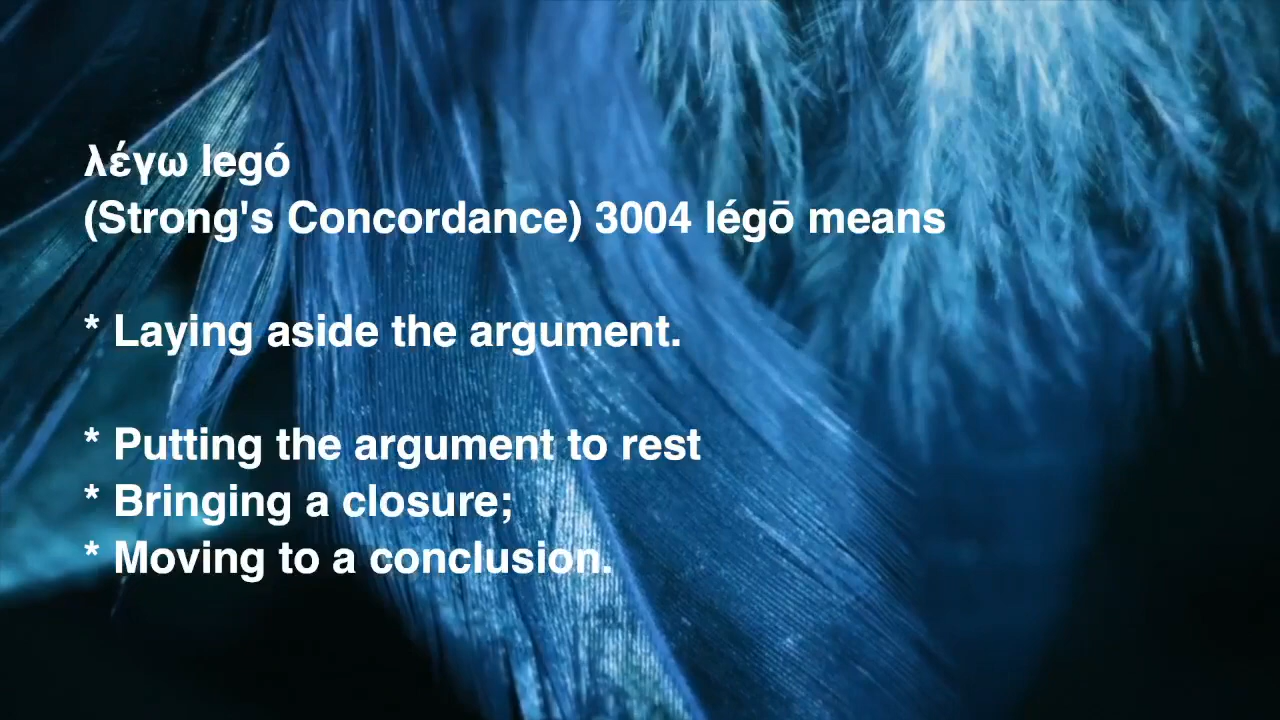 λέγω legó
(Strong's Concordance) 3004 légō means
* Laying aside the argument.
* Putting the argument to rest
* Bringing a closure;
* Moving to a conclusion.